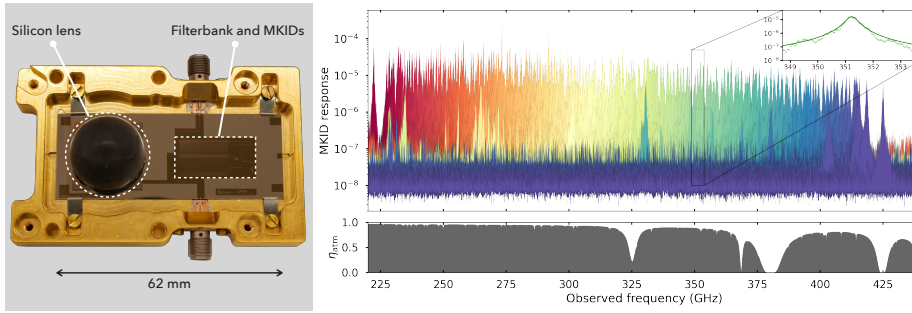 Silicon lens
Filterbank and MKIDs
62 mm
MKID response
10⁻⁴
10⁻⁵
10⁻⁶
10⁻⁷
10⁻⁸
10⁻⁵
10⁻⁶
10⁻⁷
10⁻⁸
349 350 351 352 353
ηatm
1.0
0.5
0.0
225 250 275 300 325 350 375 400 425
Observed frequency (GHz)